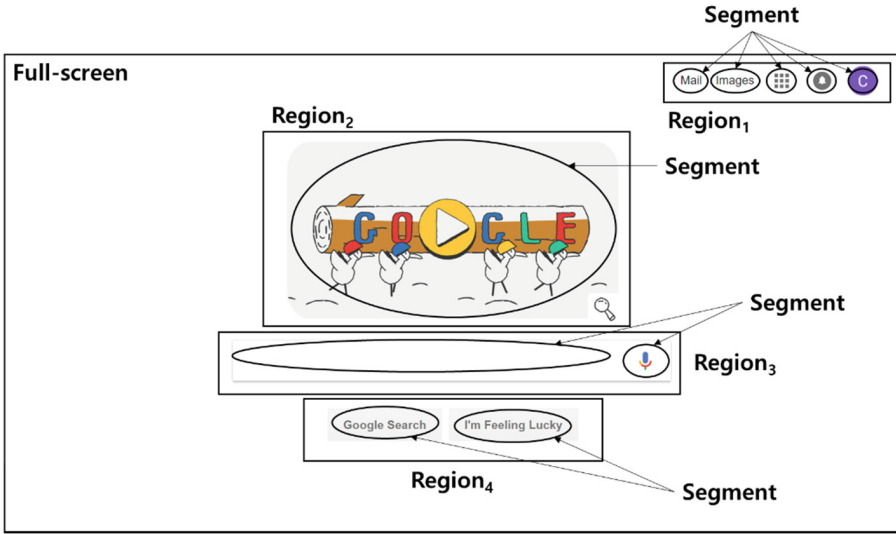 Segment
Full-screen
Mail Images C
Region₁
Region₂
Segment
GOOGLE
Segment
Region₃
Google Search I'm Feeling Lucky
Region₄
Segment